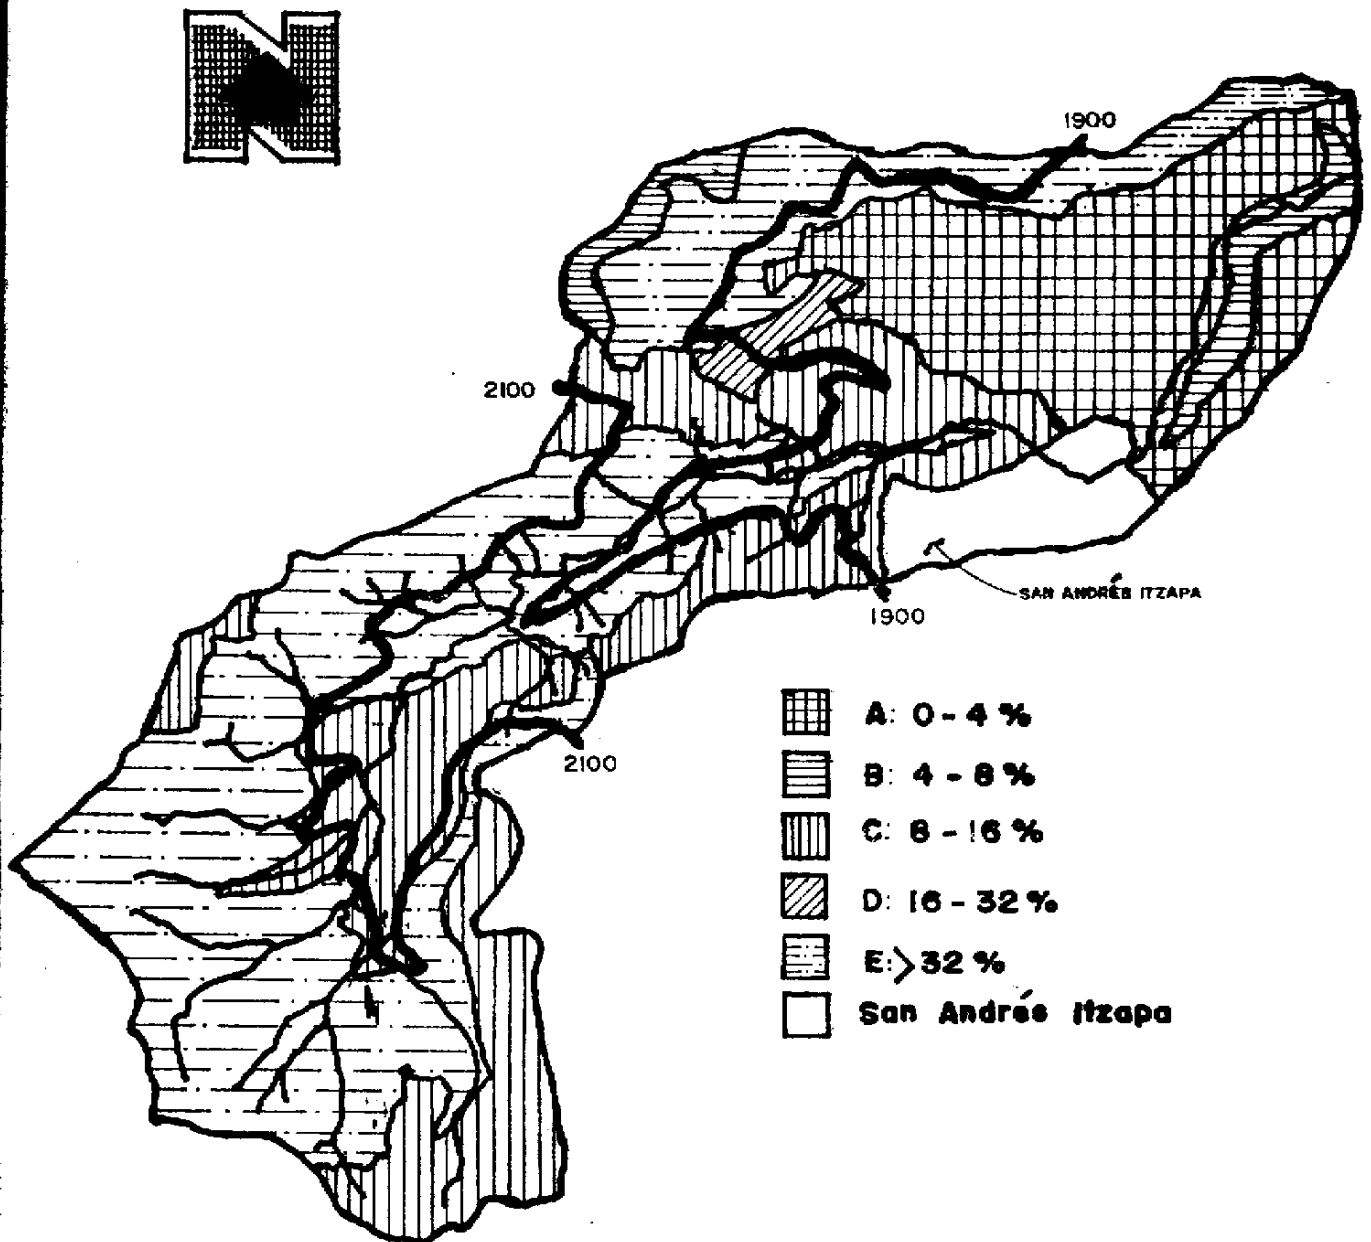 N
1900
2100
SAN ANDRÉS ITZAPA
1900
2100
A: 0 - 4 %
B: 4 - 8 %
C: 8 - 16 %
D: 16 - 32 %
E: > 32 %
San Andrés Itzapa